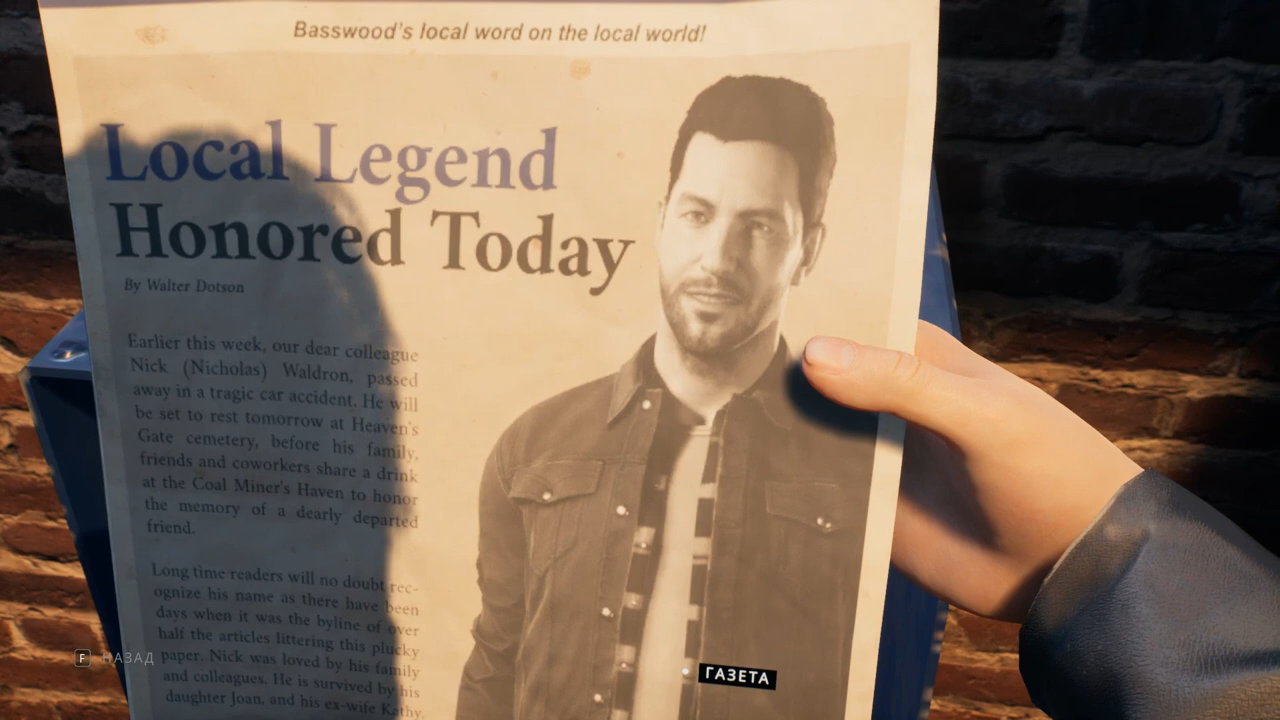 Basswood's local word on the local world!
Local Legend
Honored Today
By Walter Dotson
Earlier this week, our dear colleague
Nick (Nicholas) Waldron, passed
away in a tragic car accident. He will
be set to rest tomorrow at Heaven's
Gate cemetery, before his family,
friends and coworkers share a drink
at the Coal Miner's Haven to honor
the memory of a dearly departed
friend.
Long time readers will no doubt rec-
ognize his name as there have been
days when it was the byline of over
half the articles littering this plucky
paper. Nick was loved by his family
and colleagues. He is survived by his
daughter Joan, and his ex-wife Kathy.
F НАЗАД
ГАЗЕТА